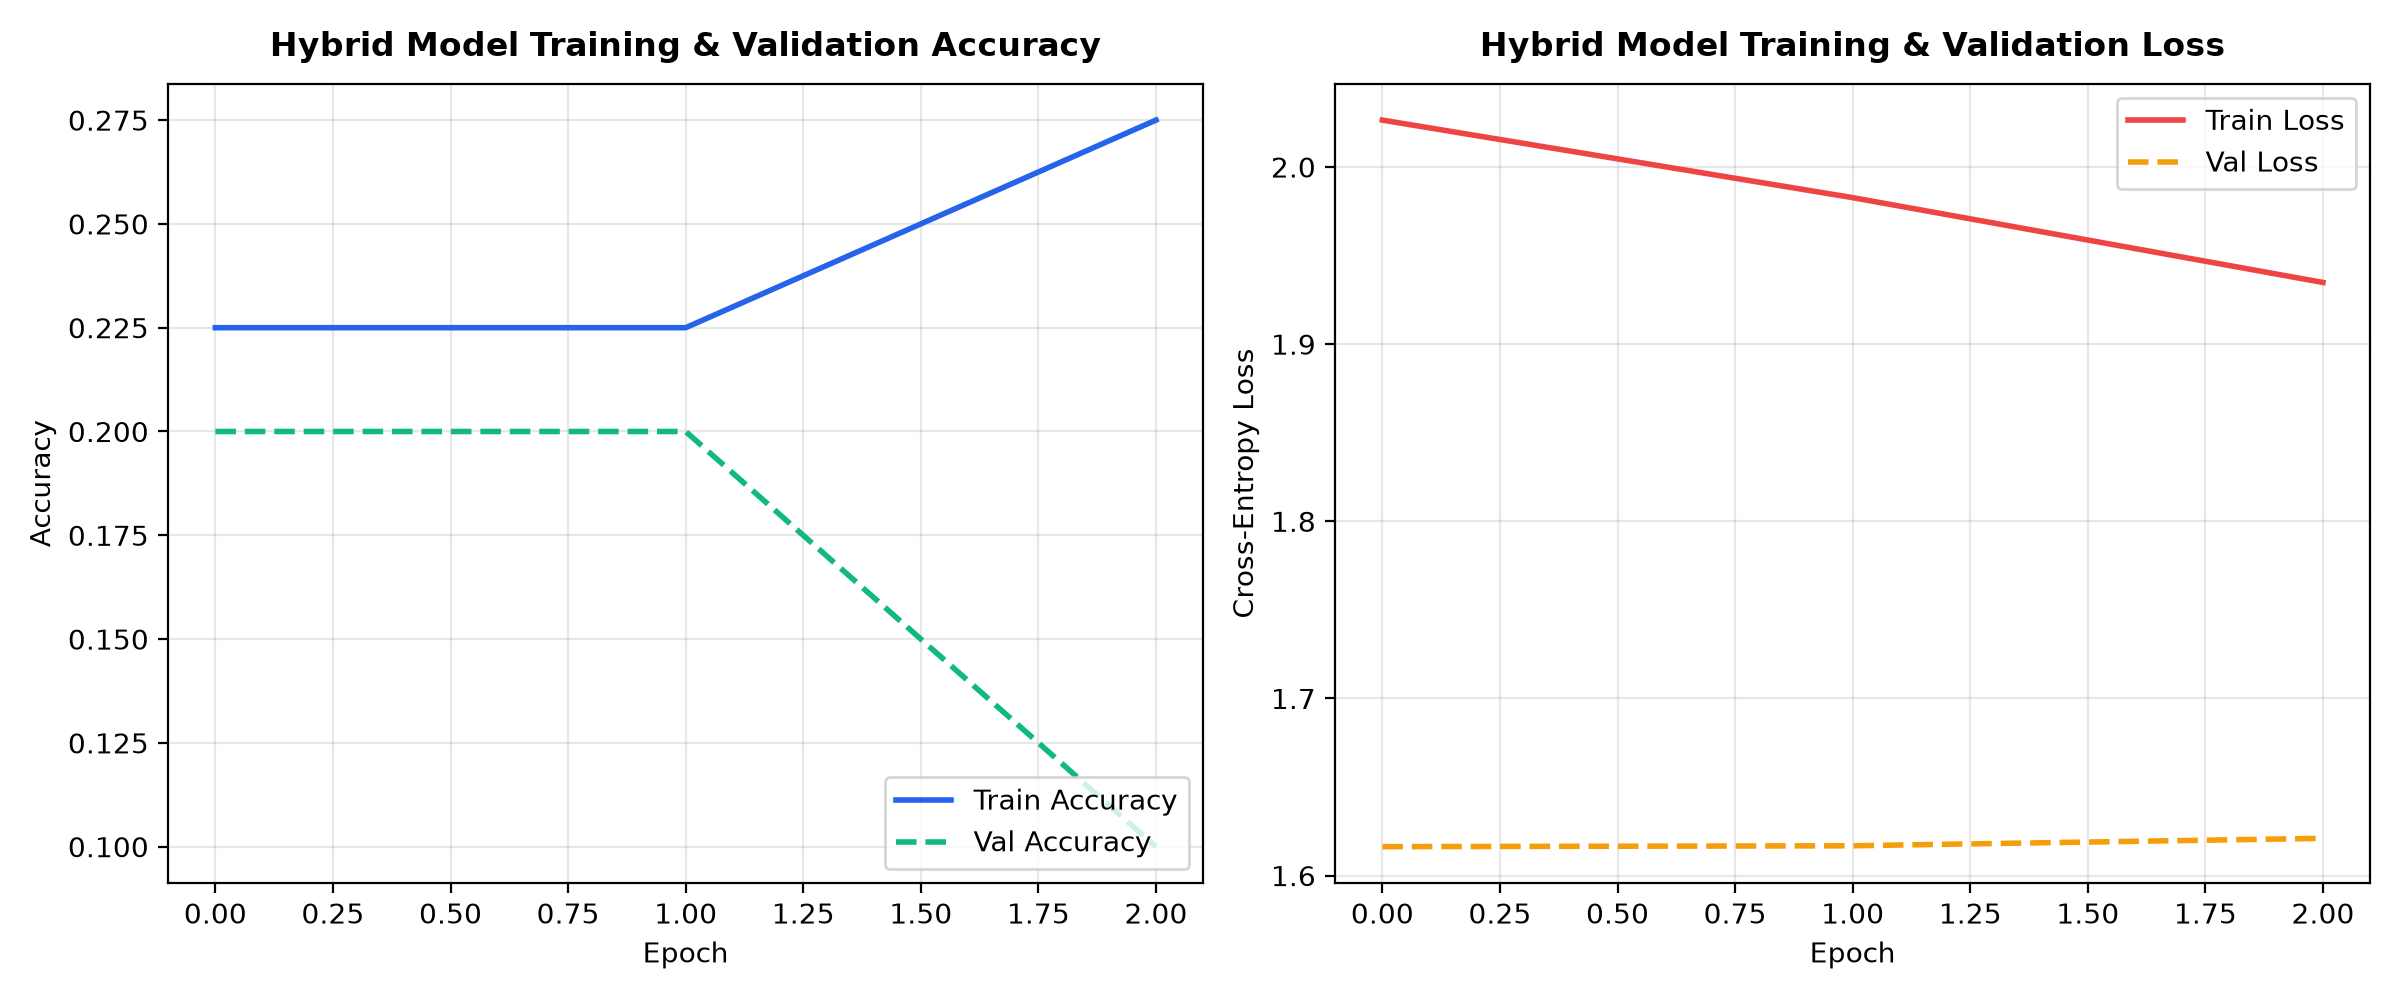 Hybrid Model Training & Validation Accuracy
0.275
0.250
0.225
0.200
0.175
0.150
0.125
0.100
Accuracy
Train Accuracy
Val Accuracy
0.00 0.25 0.50 0.75 1.00 1.25 1.50 1.75 2.00
Epoch
Hybrid Model Training & Validation Loss
2.0
1.9
1.8
1.7
1.6
Cross-Entropy Loss
Train Loss
Val Loss
0.00 0.25 0.50 0.75 1.00 1.25 1.50 1.75 2.00
Epoch